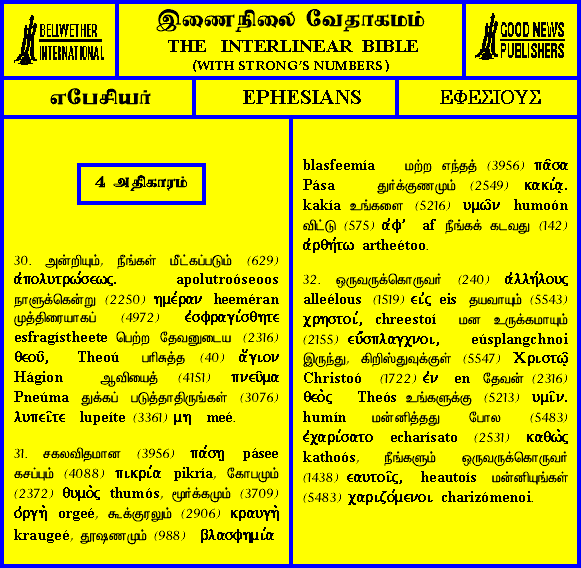 BELLWETHER
INTERNATIONAL
இணைநிலை வேதாகமம்
THE INTERLINEAR BIBLE
(WITH STRONG'S NUMBERS)
GOOD NEWS
PUBLISHERS
எபேசியர்
EPHESIANS
ΕΦΕΣΙΟΥΣ
4 அதிகாரம்
30. அன்றியும், நீங்கள் மீட்கப்படும் (629)
ἀπολυτρώσεως. apolutroóseoos
நாளுக்கென்று (2250) ημέραν heeméran
முத்திரையாகப் (4972) ἐσφραγίσθητε
esfragístheete பெற்ற தேவனுடைய (2316)
θεοῦ, Theoú பரிசுத்த (40) ἅγιον
Hágion ஆவியைத் (4151) πνεῦμα
Pneúma துக்கப் படுத்தாதிருங்கள் (3076)
λυπεῖτε lupeíte (3361) μη meé.
31. சகலவிதமான (3956) πάσῃ pásee
கசப்பும் (4088) πικρία pikría, கோபமும்
(2372) θυμὸς thumós, மூர்க்கமும் (3709)
ὀργὴ orgeé, கூக்குரலும் (2906) κραυγὴ
kraugeé, தூஷணமும் (988) βλασφημία
blasfeemía மற்ற எந்தத் (3956) πᾶσα
Pása துர்க்குணமும் (2549) κακίᾳ.
kakía உங்களை (5216) υμῶν humoón
விட்டு (575) ἀφ' af நீங்கக் கடவது (142)
ἀρθήτω artheétoo.
32. ஒருவருக்கொருவர் (240) ἀλλήλους
alleélous (1519) εἰς eis தயவாயும் (5543)
χρηστοί, chreestoí மன உருக்கமாயும்
(2155) εὔσπλαγχνοι, eúsplangchnoi
இருந்து, கிறிஸ்துவுக்குள் (5547) Χριστῷ
Christoó (1722) ἐν en தேவன் (2316)
θεὸς Theós உங்களுக்கு (5213) υμῖν.
humín மன்னித்தது போல (5483)
ἐχαρίσατο echarísato (2531) καθὼς
kathoós, நீங்களும் ஒருவருக்கொருவர்
(1438) εαυτοῖς, heautoís மன்னியுங்கள்
(5483) χαριζόμενοι charizómenoi.